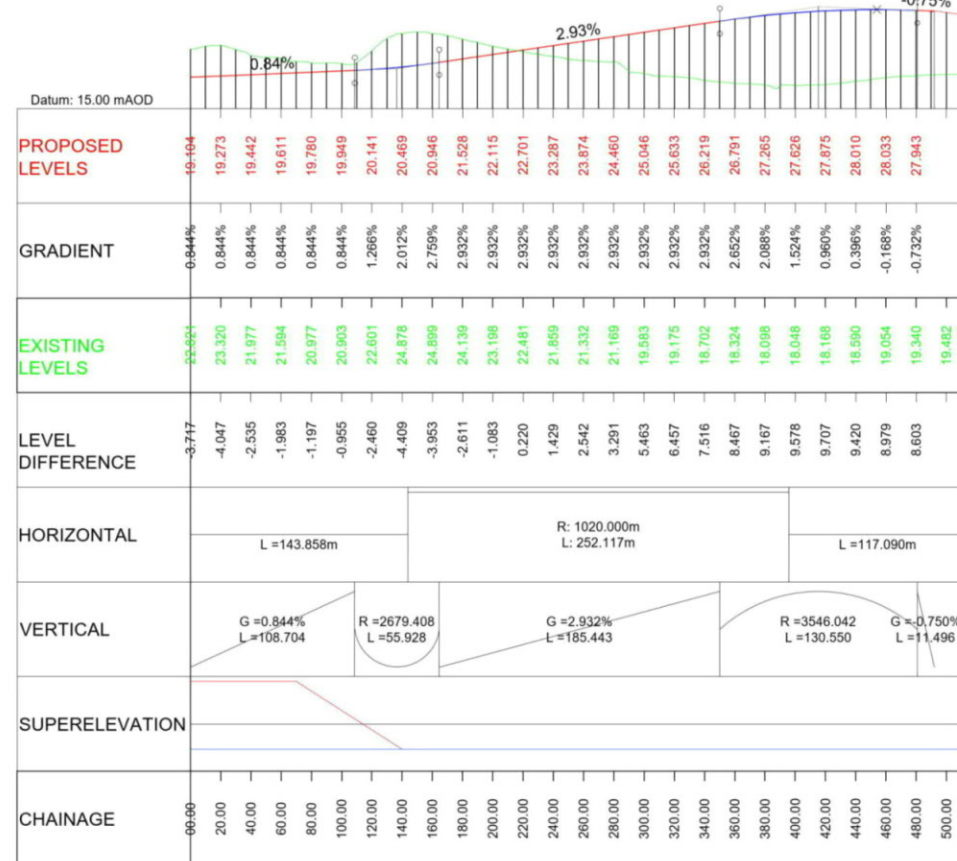 -0.75%
2.93%
0.84%
Datum: 15.00 mAOD
PROPOSED
LEVELS
19.104 19.273 19.442 19.611 19.780 19.949 20.141 20.469 20.946 21.528 22.115 22.701 23.287 23.874 24.460 25.046 25.633 26.219 26.791 27.265 27.626 27.875 28.010 28.033 27.943
GRADIENT
0.844% 0.844% 0.844% 0.844% 0.844% 0.844% 1.266% 2.012% 2.759% 2.932% 2.932% 2.932% 2.932% 2.932% 2.932% 2.932% 2.932% 2.932% 2.652% 2.088% 1.524% 0.960% 0.396% -0.168% -0.732%
EXISTING
LEVELS
22.821 23.320 21.977 21.594 20.977 20.903 22.601 24.878 24.899 24.139 23.198 22.481 21.859 21.332 21.169 19.583 19.175 18.702 18.324 18.098 18.048 18.168 18.590 19.054 19.340 19.482
LEVEL
DIFFERENCE
-3.717 -4.047 -2.535 -1.983 -1.197 -0.955 -2.460 -4.409 -3.953 -2.611 -1.083 0.220 1.429 2.542 3.291 5.463 6.457 7.516 8.467 9.167 9.578 9.707 9.420 8.979 8.603
HORIZONTAL
L =143.858m
R: 1020.000m
L: 252.117m
L =117.090m
VERTICAL
G =0.844%
L =108.704
R =2679.408
L =55.928
G =2.932%
L =185.443
R =3546.042
L =130.550
G =-0.750%
L =11.496
SUPERELEVATION
CHAINAGE
00.00 20.00 40.00 60.00 80.00 100.00 120.00 140.00 160.00 180.00 200.00 220.00 240.00 260.00 280.00 300.00 320.00 340.00 360.00 380.00 400.00 420.00 440.00 460.00 480.00 500.00